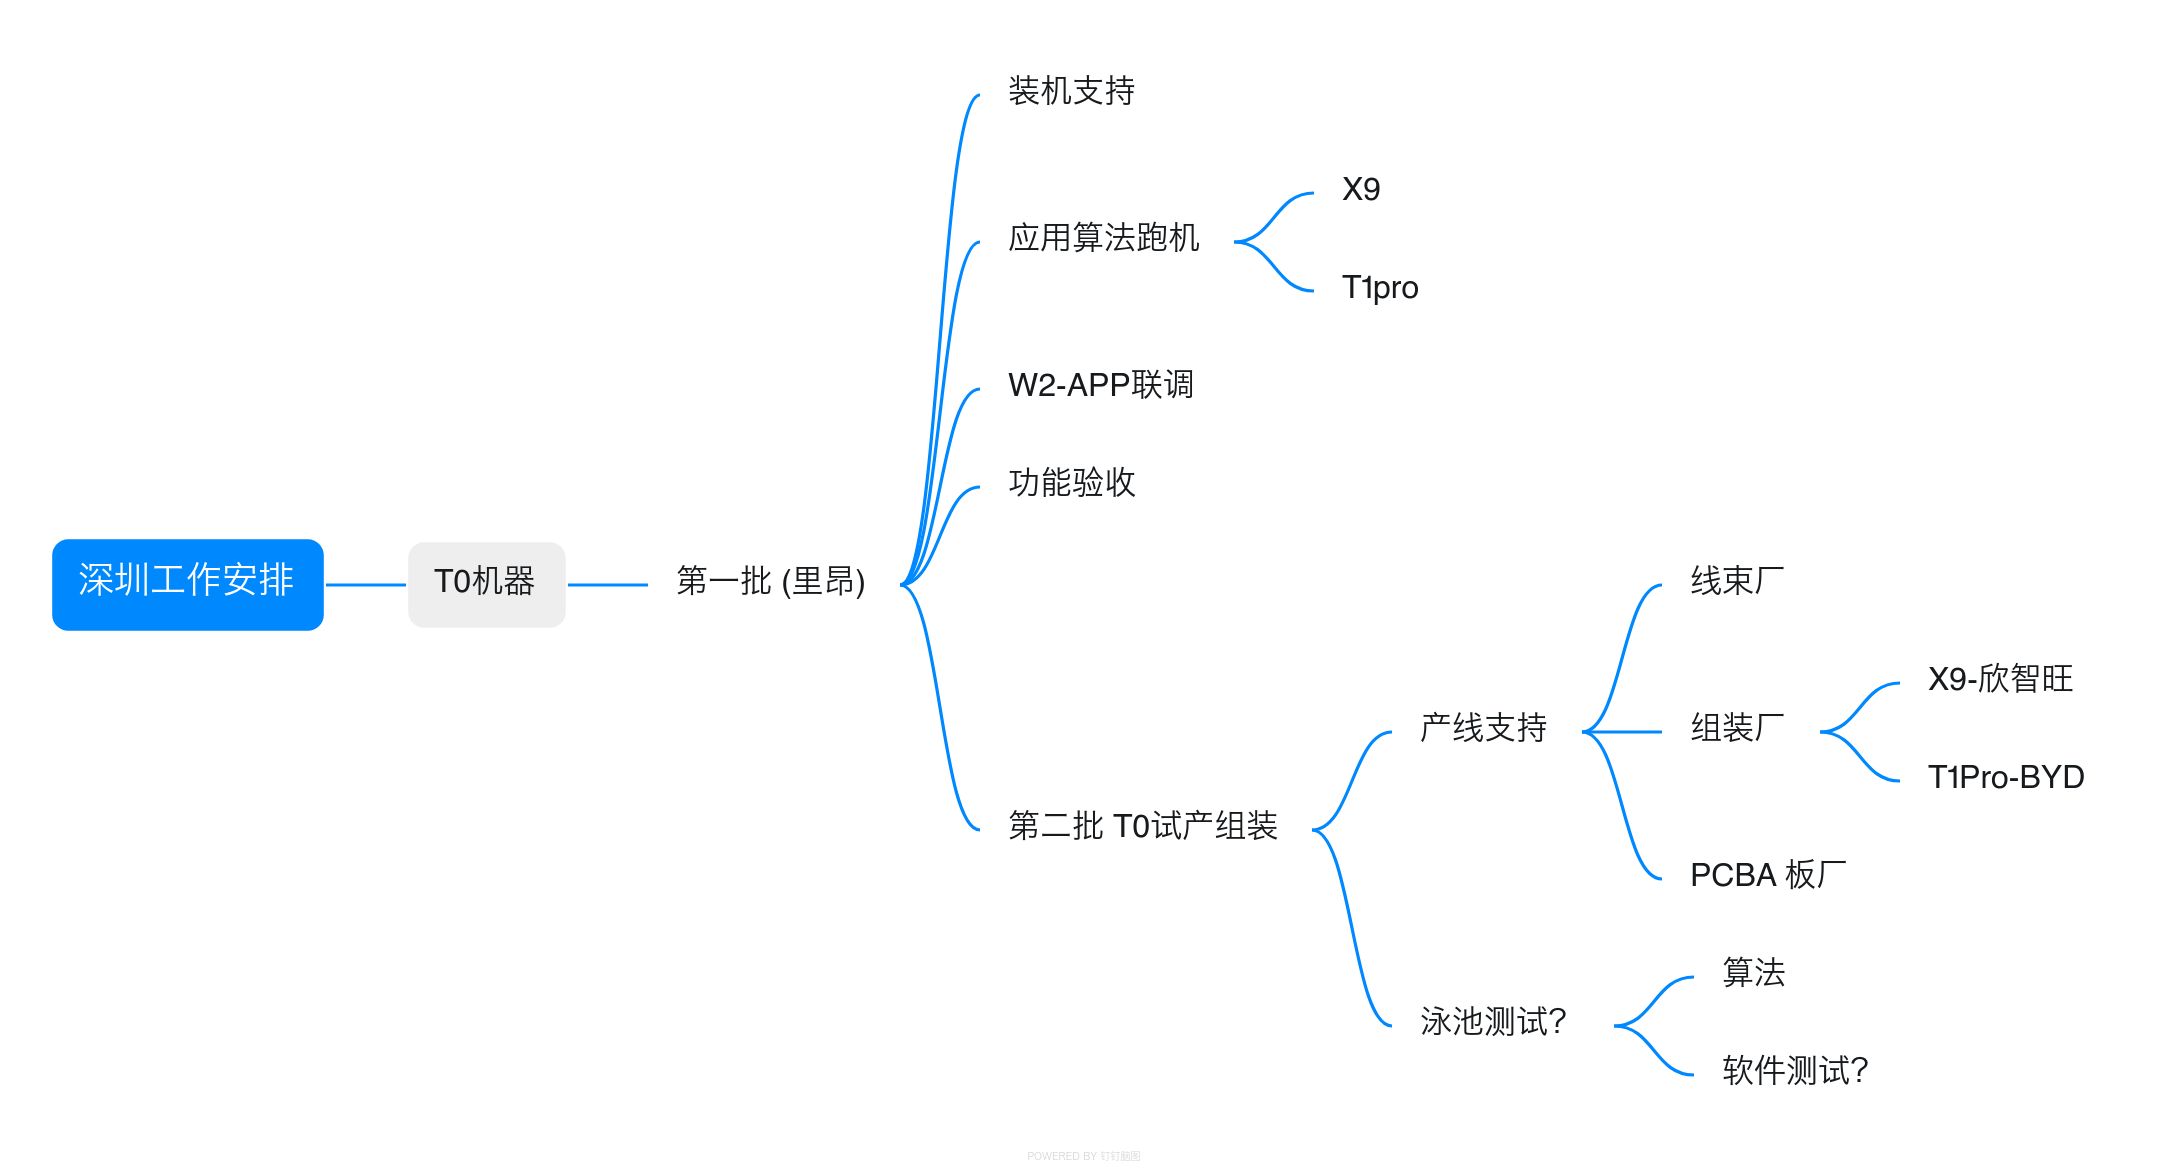 装机支持
应用算法跑机
X9
T1pro
W2-APP联调
功能验收
深圳工作安排
T0机器
第一批 (里昂)
第二批 T0试产组装
产线支持
线束厂
组装厂
X9-欣智旺
T1Pro-BYD
PCBA 板厂
泳池测试?
算法
软件测试?
POWERED BY 钉钉脑图